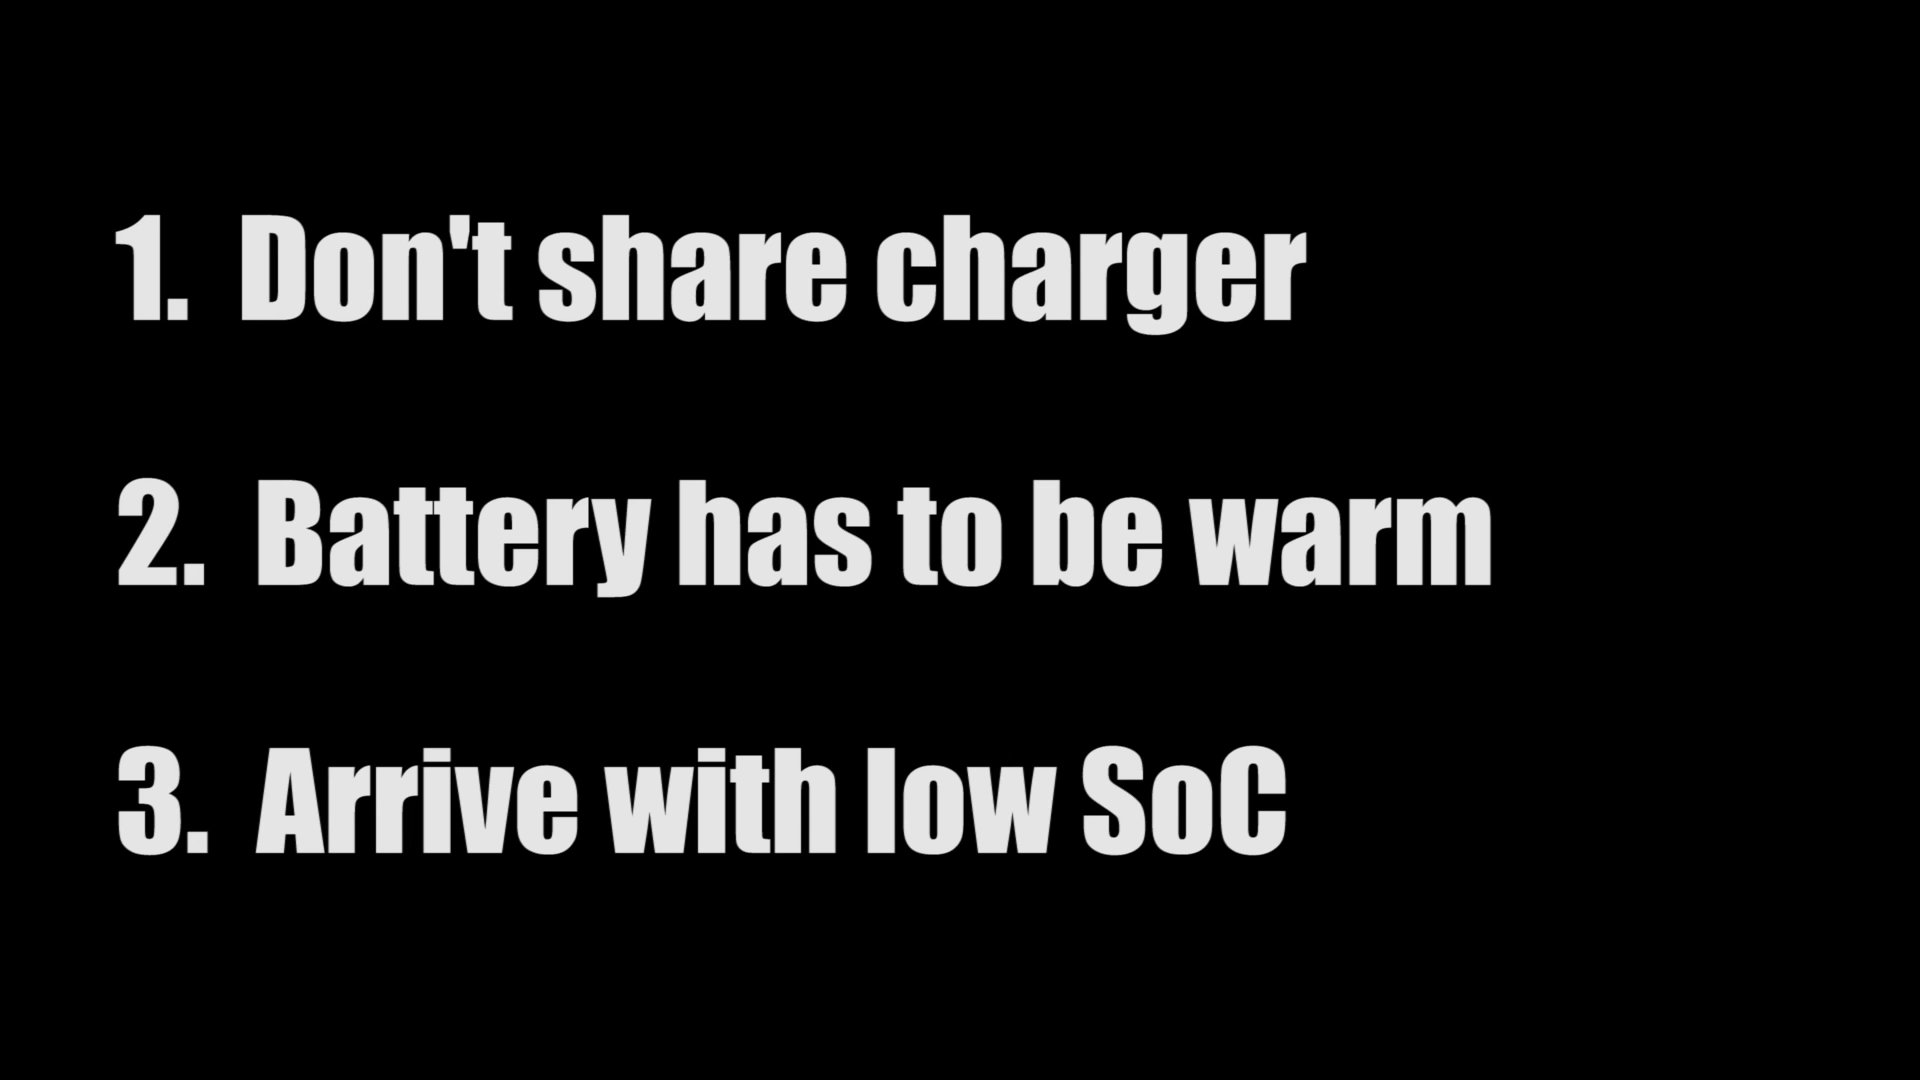 1. Don't share charger
2. Battery has to be warm
3. Arrive with low SoC